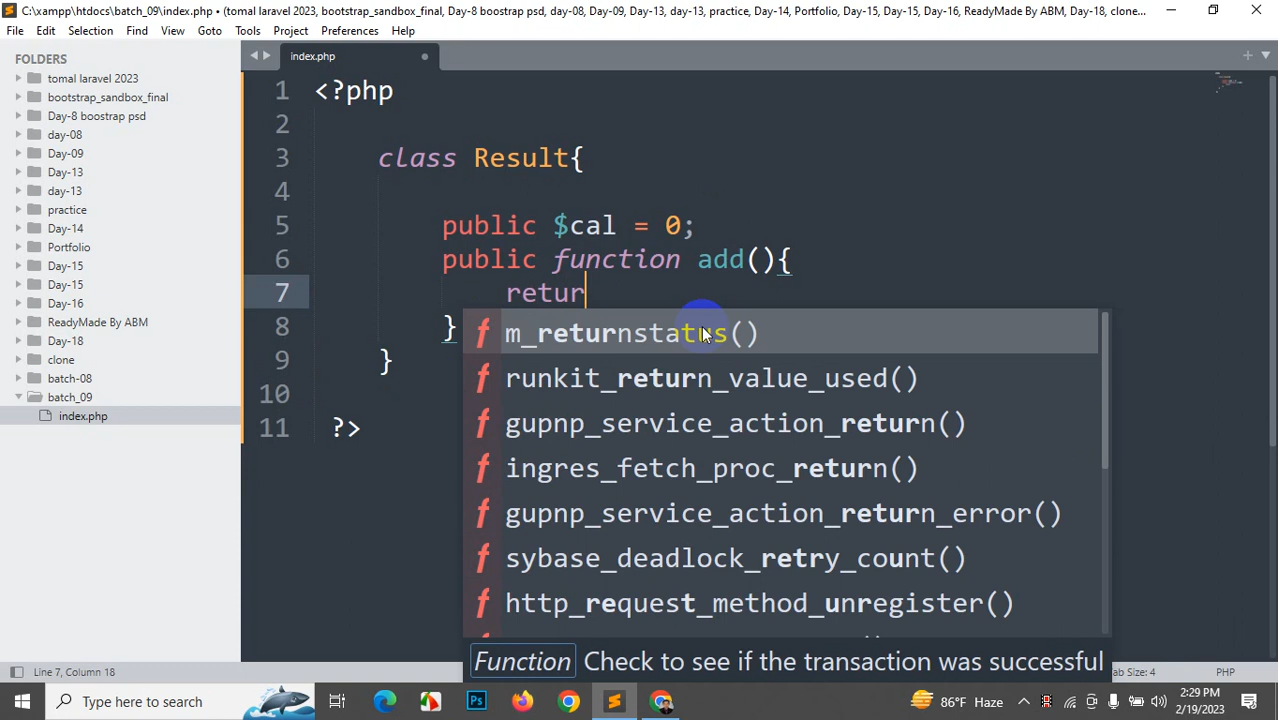 C:\xampp\htdocs\batch_09\index.php • (tomal laravel 2023, bootstrap_sandbox_final, Day-8 boostrap psd, day-08, Day-09, Day-13, day-13, practice, Day-14, Portfolio, Day-15, Day-15, Day-16, ReadyMade By ABM, Day-18, clone...
File Edit Selection Find View Goto Tools Project Preferences Help
FOLDERS
tomal laravel 2023
bootstrap_sandbox_final
Day-8 boostrap psd
day-08
Day-09
Day-13
day-13
practice
Day-14
Portfolio
Day-15
Day-15
Day-16
ReadyMade By ABM
Day-18
clone
batch-08
batch_09
index.php
index.php
1 <?php
2
3 class Result{
4
5 public $cal = 0;
6 public function add(){
7 retur
8 }
9 }
10
11 ?>
f m_returnstatus()
f runkit_return_value_used()
f gupnp_service_action_return()
f ingres_fetch_proc_return()
f gupnp_service_action_return_error()
f sybase_deadlock_retry_count()
f http_request_method_unregister()
Function Check to see if the transaction was successful
Line 7, Column 18
ab Size: 4 PHP
Type here to search
Ps
86°F Haze
2:29 PM
2/19/2023